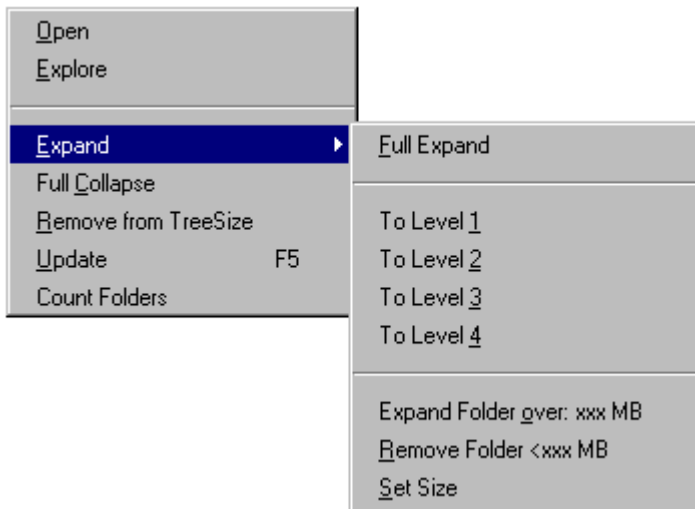 Open
Explore
Expand
Full Collapse
Remove from TreeSize
Update F5
Count Folders
Full Expand
To Level 1
To Level 2
To Level 3
To Level 4
Expand Folder over: xxx MB
Remove Folder <xxx MB
Set Size